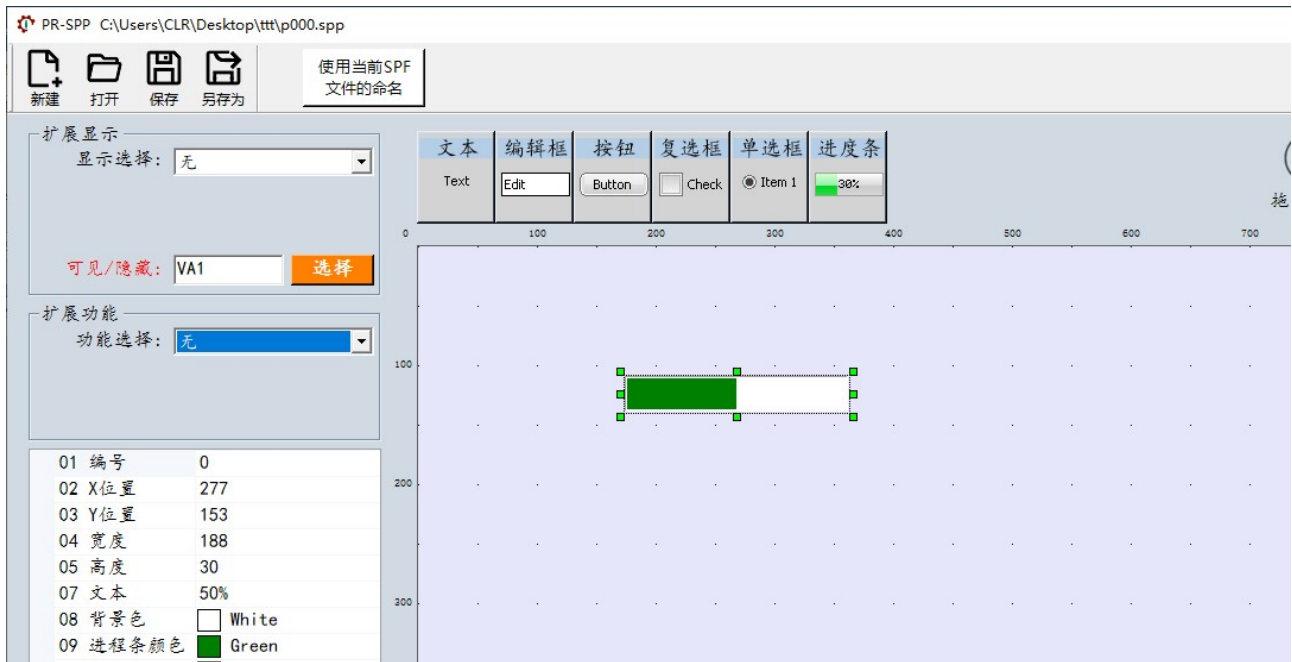 PR-SPP C:\Users\CLR\Desktop\ttt\p000.spp
新建 打开 保存 另存为
使用当前SPF
文件的命名
扩展显示
显示选择: 无
可见/隐藏: VA1 选择
扩展功能
功能选择: 无
01 编号 0
02 X位置 277
03 Y位置 153
04 宽度 188
05 高度 30
07 文本 50%
08 背景色 White
09 进程条颜色 Green
文本 编辑框 按钮 复选框 单选框 进度条
Text Edit Button Check Item 1 30%
拖
0 100 200 300 400 500 600 700
100
200
300